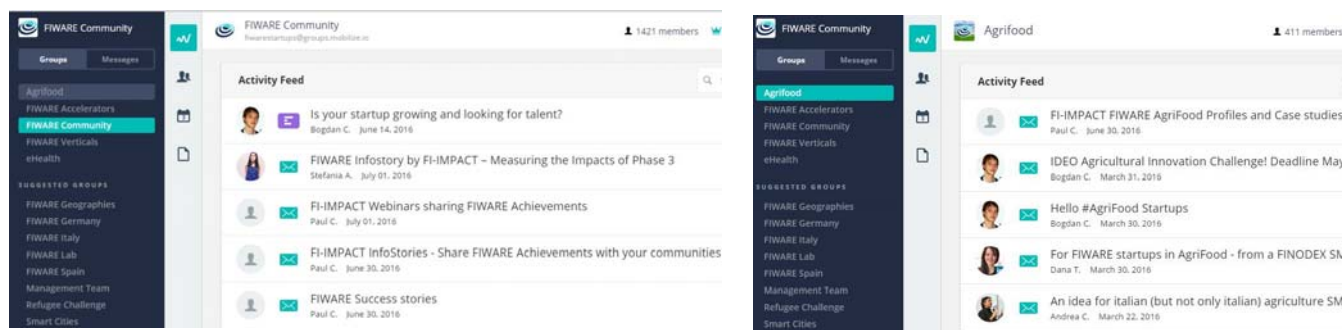 FIWARE Community
Groups Messages
Agrifood
FIWARE Accelerators
FIWARE Community
FIWARE Verticals
eHealth
SUGGESTED GROUPS
FIWARE Geographies
FIWARE Germany
FIWARE Italy
FIWARE Lab
FIWARE Spain
Management Team
Refugee Challenge
Smart Cities
FIWARE Community
fiwarestartups@groups.mobilize.io
1421 members
Activity Feed
Is your startup growing and looking for talent?
Bogdan C. June 14, 2016
FIWARE Infostory by FI-IMPACT – Measuring the Impacts of Phase 3
Stefania A. July 01, 2016
FI-IMPACT Webinars sharing FIWARE Achievements
Paul C. July 01, 2016
FI-IMPACT InfoStories - Share FIWARE Achievements with your communities
Paul C. June 30, 2016
FIWARE Success stories
Paul C. June 30, 2016
FIWARE Community
Groups Messages
Agrifood
FIWARE Accelerators
FIWARE Community
FIWARE Verticals
eHealth
SUGGESTED GROUPS
FIWARE Geographies
FIWARE Germany
FIWARE Italy
FIWARE Lab
FIWARE Spain
Management Team
Refugee Challenge
Smart Cities
Agrifood
411 members
Activity Feed
FI-IMPACT FIWARE AgriFood Profiles and Case studies
Paul C. June 30, 2016
IDEO Agricultural Innovation Challenge! Deadline May
Bogdan C. March 31, 2016
Hello #AgriFood Startups
Bogdan C. March 30, 2016
For FIWARE startups in AgriFood - from a FINODEX SM
Dana T. March 30, 2016
An idea for italian (but not only italian) agriculture SM
Andrea C. March 22, 2016